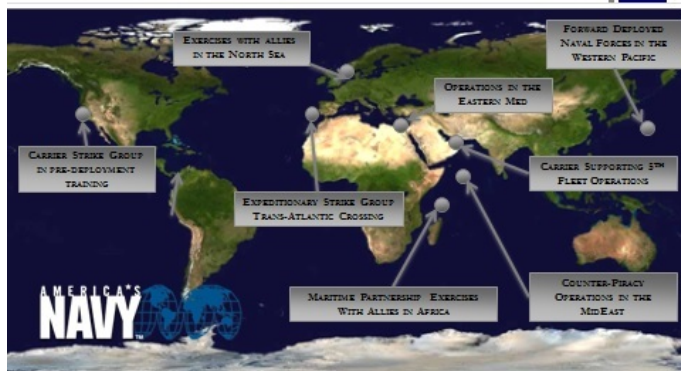 Forward Deployed
Naval Forces in the
Western Pacific
Exercises with allies
in the North Sea
Operations in the
Eastern Med
Carrier Strike Group
in pre-deployment
training
Carrier Supporting 5TH
Fleet Operations
Expeditionary Strike Group
Trans-Atlantic Crossing
Counter-Piracy
Operations in the
MidEast
Maritime Partnership Exercises
With Allies in Africa
AMERICA'S
NAVY